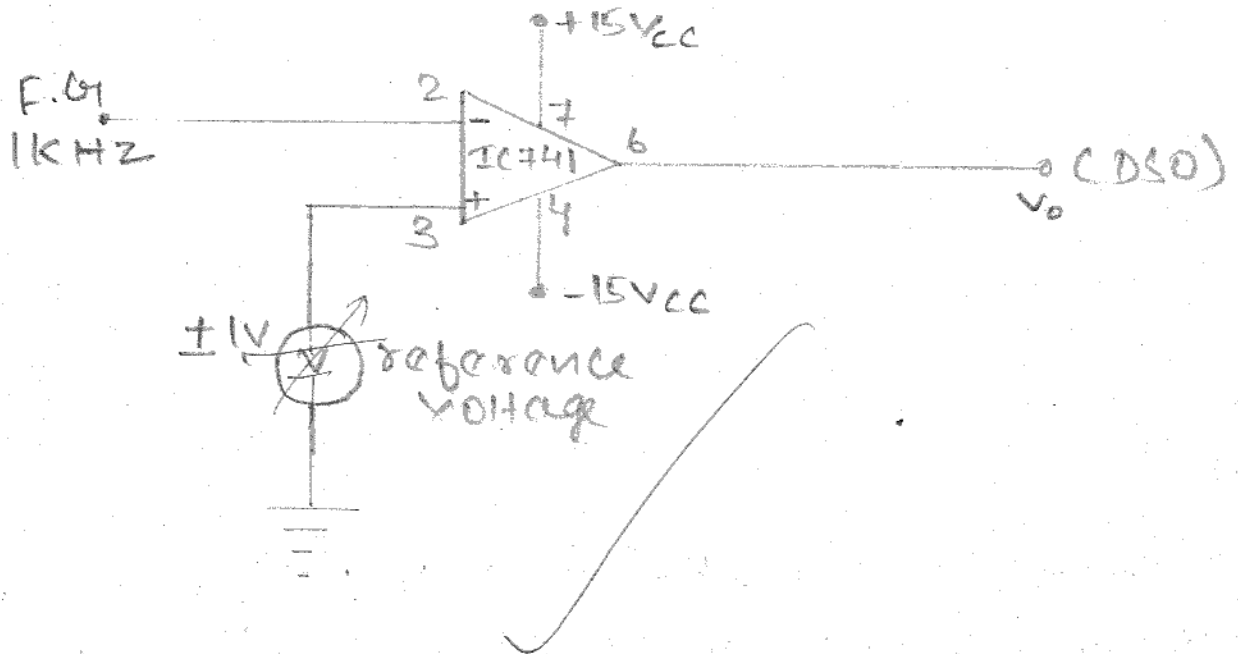 +15VCC
F.G
1KHZ
2
-
7
IC741
6
(DSO)
Vo
+
3
4
-15VCC
±1V
V
reference
voltage